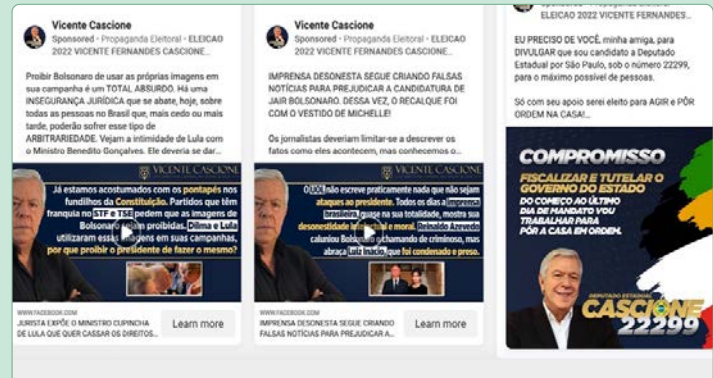 Vicente Cascione
Sponsored • Propaganda Eleitoral • ELEICAO
2022 VICENTE FERNANDES CASCIONE...
Proibir Bolsonaro de usar as próprias imagens em
sua campanha é um TOTAL ABSURDO. Há uma
INSEGURANÇA JURÍDICA que se abate, hoje, sobre
todas as pessoas no Brasil que, mais cedo ou mais
tarde, poderão sofrer esse tipo de
ARBITRARIEDADE. Vejam a intimidade de Lula com
o Ministro Benedito Gonçalves. Ele deveria se dar...
VICENTE CASCIONE
Já estamos acostumados com os pontapés nos
fundilhos da Constituição. Partidos que têm
franquia no STF e TSE pedem que as imagens de
Bolsonaro sejam proibidas. Dilma e Lula
utilizaram essas imagens em suas campanhas,
por que proibir o presidente de fazer o mesmo?
WWW.FACEBOOK.COM
JURISTA EXPÕE O MINISTRO CUPINCHA
DE LULA QUE QUER CASSAR OS DIREITOS...
Learn more
Vicente Cascione
Sponsored • Propaganda Eleitoral • ELEICAO
2022 VICENTE FERNANDES CASCIONE...
IMPRENSA DESONESTA SEGUE CRIANDO FALSAS
NOTÍCIAS PARA PREJUDICAR A CANDIDATURA DE
JAIR BOLSONARO. DESSA VEZ, O RECALQUE FOI
COM O VESTIDO DE MICHELLE!
Os jornalistas deveriam limitar-se a descrever os
fatos como eles acontecem, mas conhecemos o...
VICENTE CASCIONE
O UOL não escreve praticamente nada que não sejam
ataques ao presidente. Todos os dias a imprensa
brasileira, quase na sua totalidade, mostra sua
desonestidade intelectual e moral. Reinaldo Azevedo
caluniou Bolsonaro chamando de criminoso, mas
abraça Luiz Inácio, que foi condenado e preso.
WWW.FACEBOOK.COM
IMPRENSA DESONESTA SEGUE CRIANDO
FALSAS NOTÍCIAS PARA PREJUDICAR A...
Learn more
ELEICAO 2022 VICENTE FERNANDES...
EU PRECISO DE VOCÊ, minha amiga, para
DIVULGAR que sou candidato a Deputado
Estadual por São Paulo, sob o número 22299,
para o máximo possível de pessoas.
Só com seu apoio serei eleito para AGIR e PÔR
ORDEM NA CASA!...
COMPROMISSO
FISCALIZAR E TUTELAR O
GOVERNO DO ESTADO
DO COMEÇO AO ÚLTIMO
DIA DE MANDATO VOU
TRABALHAR PARA
PÔR A CASA EM ORDEM.
DEPUTADO ESTADUAL
CASCIONE
22299